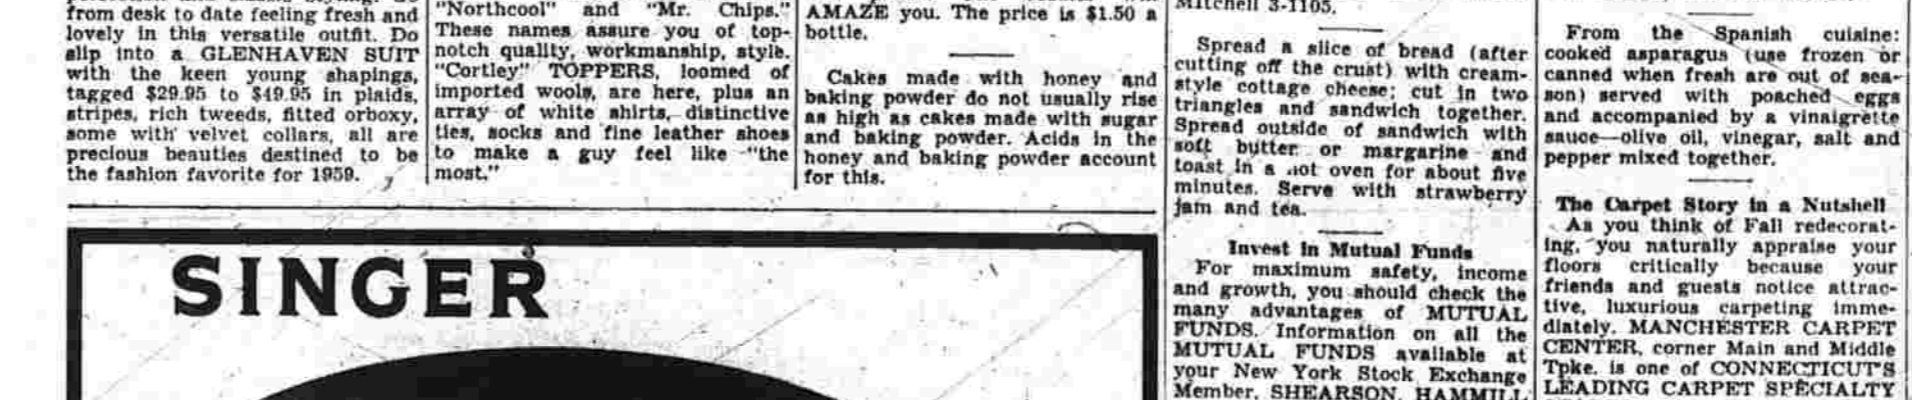 from desk to date feeling fresh and
lovely in this versatile outfit. Do
slip into a GLENHAVEN SUIT
with the keen young shapings,
tagged $29.95 to $49.95 in plaids,
stripes, rich tweeds, fitted orboxy,
some with velvet collars, all are
precious beauties destined to be
the fashion favorite for 1959.
"Northcool" and "Mr. Chips."
These names assure you of top-
notch quality, workmanship, style.
"Cortley" TOPPERS, loomed of
imported wools, are here, plus an
array of white shirts, distinctive
ties, socks and fine leather shoes
to make a guy feel like "the
most."
AMAZE you. The price is $1.50 a
bottle.
Cakes made with honey and
baking powder do not usually rise
as high as cakes made with sugar
and baking powder. Acids in the
honey and baking powder account
for this.
SINGER
Mitchell 3-1105.
Spread a slice of bread (after
cutting off the crust) with cream-
style cottage cheese; cut in two
triangles and sandwich together.
Spread outside of sandwich with
soft butter or margarine and
toast in a hot oven for about five
minutes. Serve with strawberry
jam and tea.
Invest in Mutual Funds
For maximum safety, income
and growth, you should check the
many advantages of MUTUAL
FUNDS. Information on all the
MUTUAL FUNDS available at
your New York Stock Exchange
Member, SHEARSON, HAMMILL
From the Spanish cuisine:
cooked asparagus (use frozen or
canned when fresh are out of sea-
son) served with poached eggs
and accompanied by a vinaigrette
sauce—olive oil, vinegar, salt and
pepper mixed together.
The Carpet Story in a Nutshell
As you think of Fall redecorat-
ing, you naturally appraise your
floors critically because your
friends and guests notice attrac-
tive, luxurious carpeting imme-
diately. MANCHESTER CARPET
CENTER, corner Main and Middle
Tpke. is one of CONNECTICUT'S
LEADING CARPET SPECIALTY